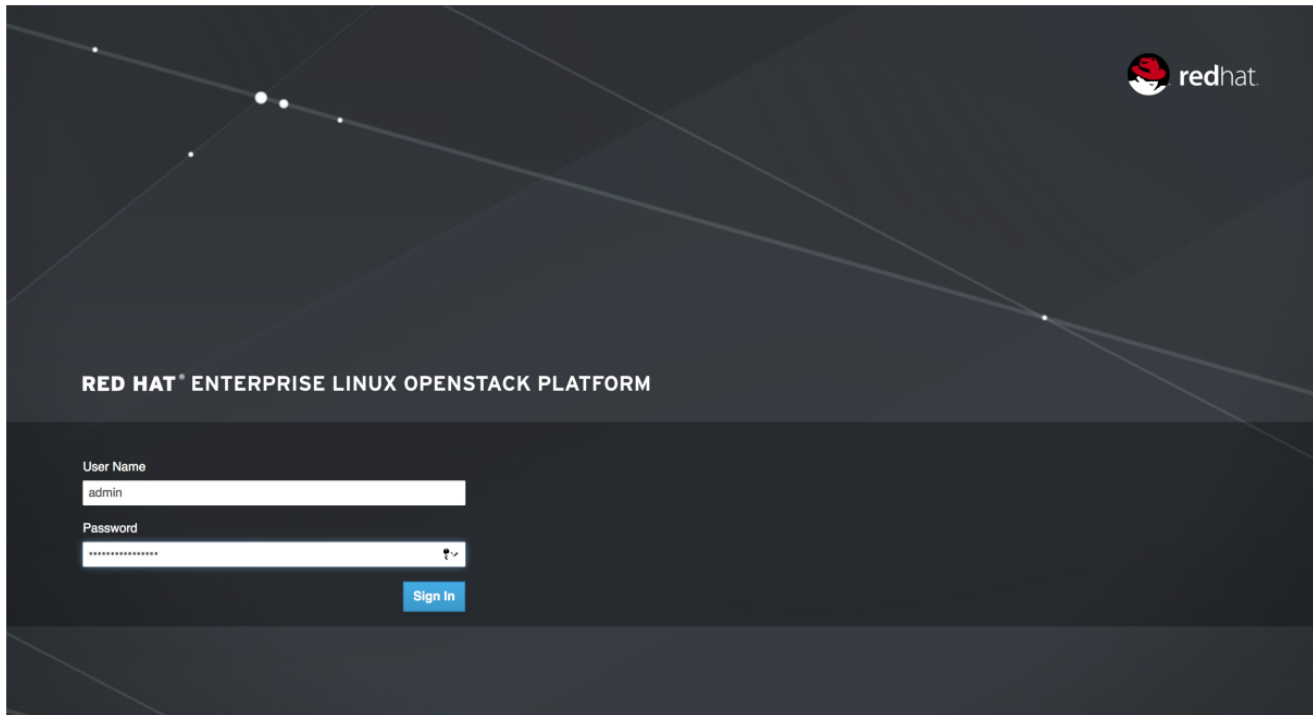 redhat.
RED HAT® ENTERPRISE LINUX OPENSTACK PLATFORM
User Name
admin
Password
••••••••••••••••
Sign In